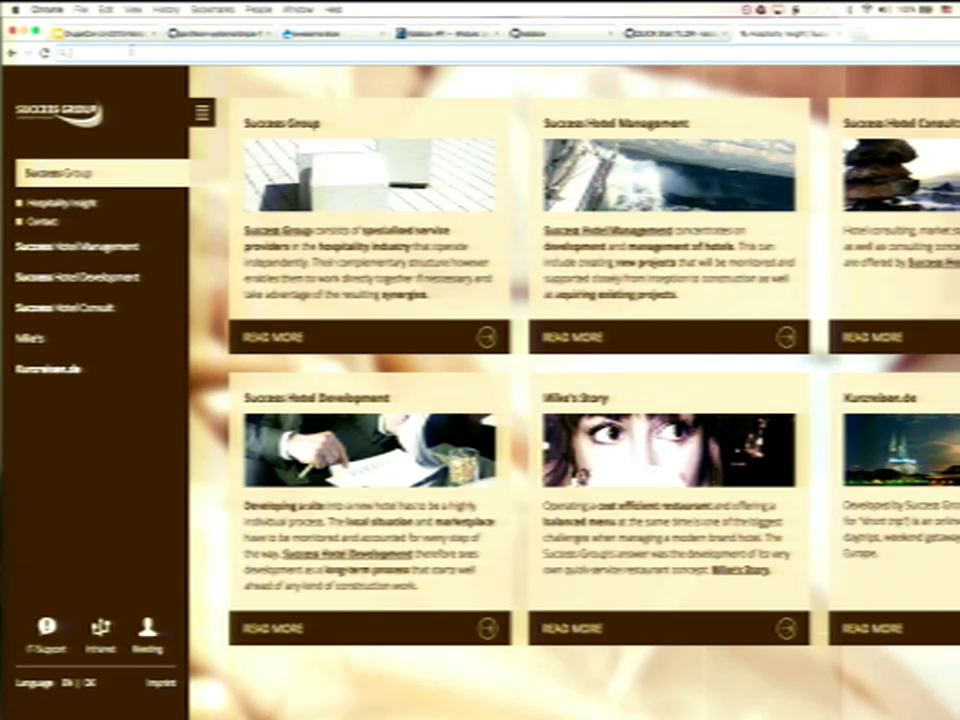 Chrome File Edit View History Bookmarks People Window Help
SUCCESS GROUP
Success Group
Hospitality Insight
Contact
Success Hotel Management
Success Hotel Development
Success Hotel Consult
Mike's
Kurzreisen.de
IT-Support Intranet Meeting
Language EN | DE Imprint
Success Group
Success Group consists of specialised service
providers in the hospitality industry that operate
independently. Their complementary structure however
enables them to work directly together if necessary and
take advantage of the resulting synergies.
READ MORE
Success Hotel Management
Success Hotel Management concentrates on
development and management of hotels. This can
include creating new projects that will be monitored and
supported closely from inception to construction as well
as aquiring existing projects.
READ MORE
Success Hotel Consult
Hotel consulting, market
as well as consulting
are offered by Success
READ MORE
Success Hotel Development
Developing a site into a new hotel has to be a highly
individual process. The local situation and marketplace
have to be monitored and accounted for every step of
the way. Success Hotel Development therefore sees
development as a long-term process that starts well
ahead of any kind of construction work.
READ MORE
Mike's Story
Operating a cost efficient restaurant and offering a
balanced menu at the same time is one of the biggest
challenges when managing a modern brand hotel. The
Success Group's answer was the development of its very
own quick-service restaurant concept: Mike's Story.
READ MORE
Kurzreisen.de
Developed by Success
for "short trip") is an online
daytrips, weekend getaway
Europe.
READ MORE